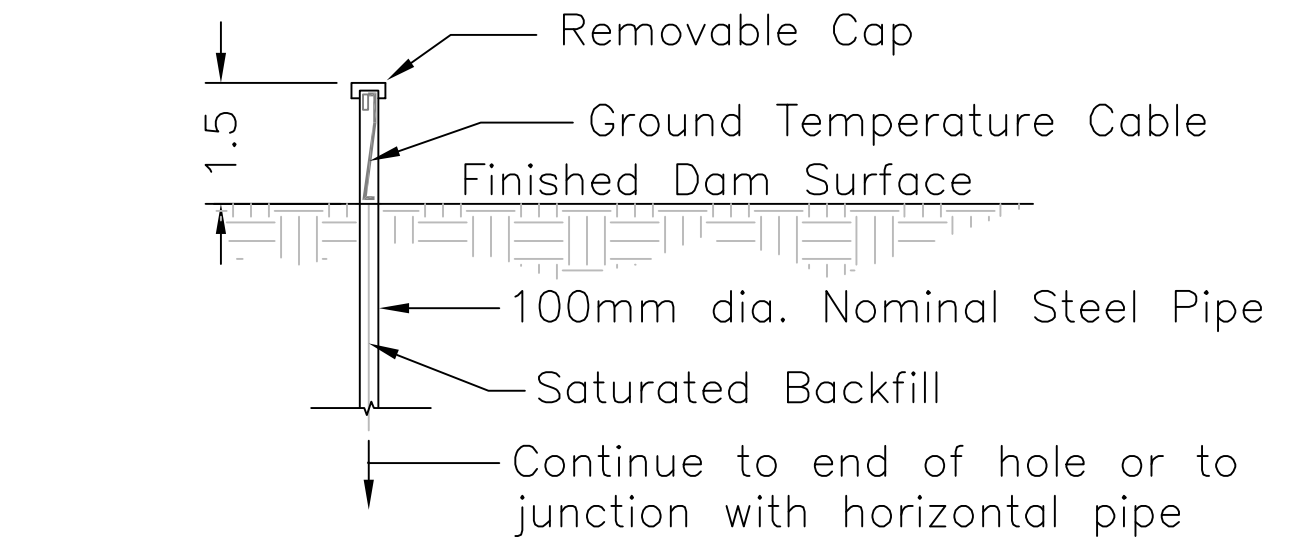 Removable Cap
1.5
Ground Temperature Cable
Finished Dam Surface
100mm dia. Nominal Steel Pipe
Saturated Backfill
Continue to end of hole or to
junction with horizontal pipe